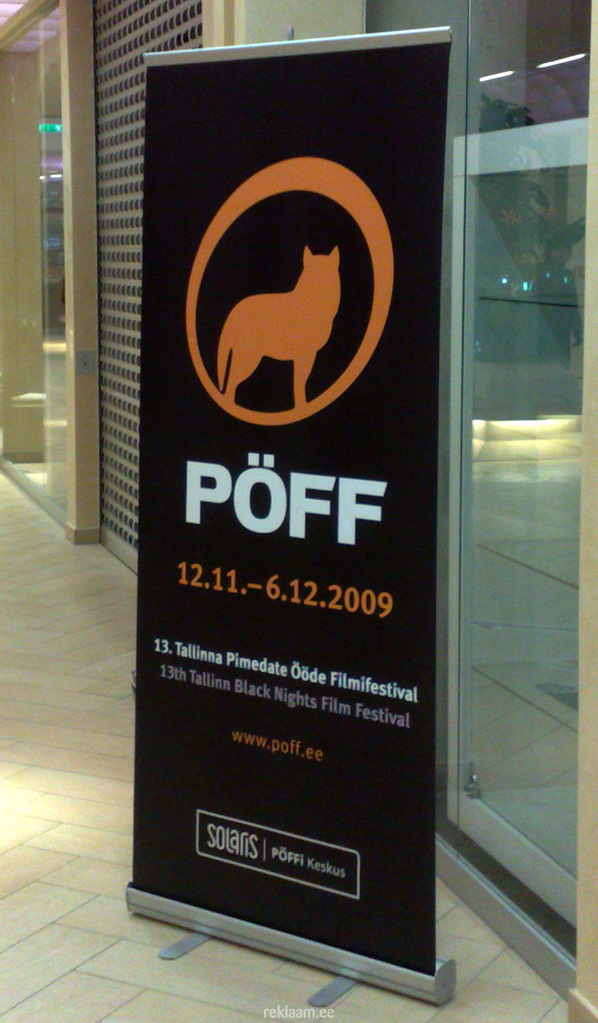 PÖFF
12.11.–6.12.2009
13. Tallinna Pimedate Ööde Filmifestival
13th Tallinn Black Nights Film Festival
www.poff.ee
SOLARIS | PÖFFi Keskus
reklaam.ee